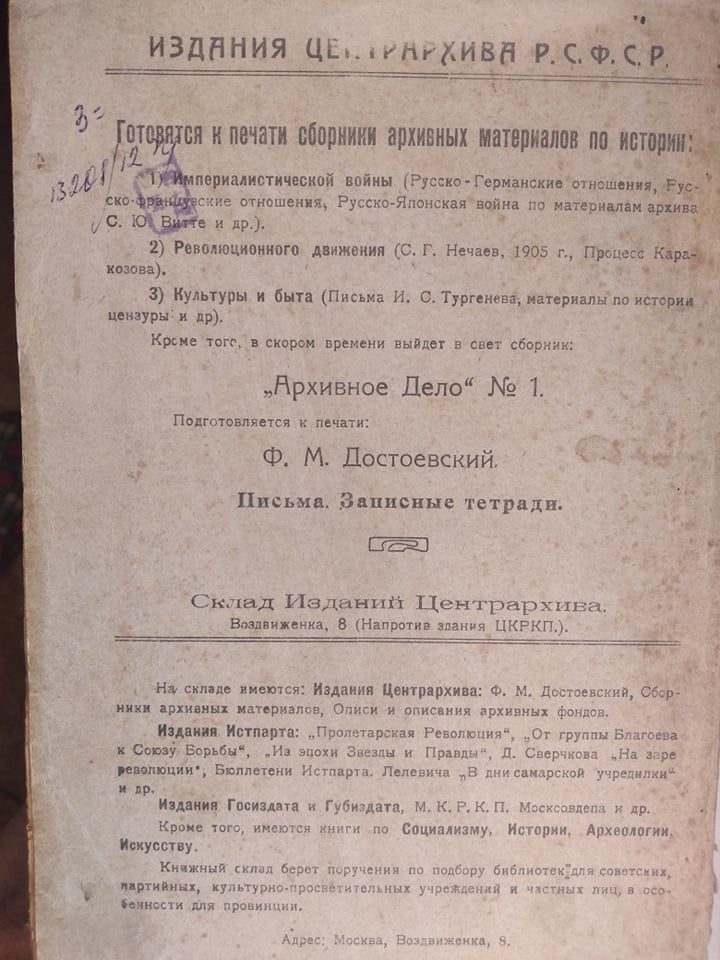 ИЗДАНИЯ ЦЕНТРАРХИВА Р. С. Ф. С. Р.
3=
13208/12
Готовятся к печати сборники архивных материалов по истории:
1) Империалистической войны (Русско-Германские отношения, Рус-
ско-французские отношения, Русско-Японская война по материалам архива
С. Ю. Витте и др.).
2) Революционного движения (С. Г. Нечаев, 1905 г., Процесс Кара-
козова).
3) Культуры и быта (Письма И. С. Тургенева, материалы по истории
цензуры и др).
Кроме того, в скором времени выйдет в свет сборник:
„Архивное Дело“ № 1.
Подготовляется к печати:
Ф. М. Достоевский.
Письма. Записные тетради.
Склад Изданий Центрархива.
Воздвиженка, 8 (Напротив здания ЦКРКП.).
На складе имеются: Издания Центрархива: Ф. М. Достоевский, Сбор-
ники архивных материалов, Описи и описания архивных фондов.
Издания Истпарта: „Пролетарская Революция“, „От группы Благоева
к Союзу Борьбы“, „Из эпохи Звезды и Правды“, Д. Сверчкова „На заре
революции“, Бюллетени Истпарта. Лелевича „В дни самарской учредилки“
и др.
Издания Госиздата и Губиздата, М. К. Р. К. П. Москсовдепа и др.
Кроме того, имеются книги по Социализму, Истории, Археологии,
Искусству.
Книжный склад берет поручения по подбору библиотек для советских,
партийных, культурно-просветительных учреждений и частных лиц, в осо-
бенности для провинции.
Адрес: Москва, Воздвиженка, 8.